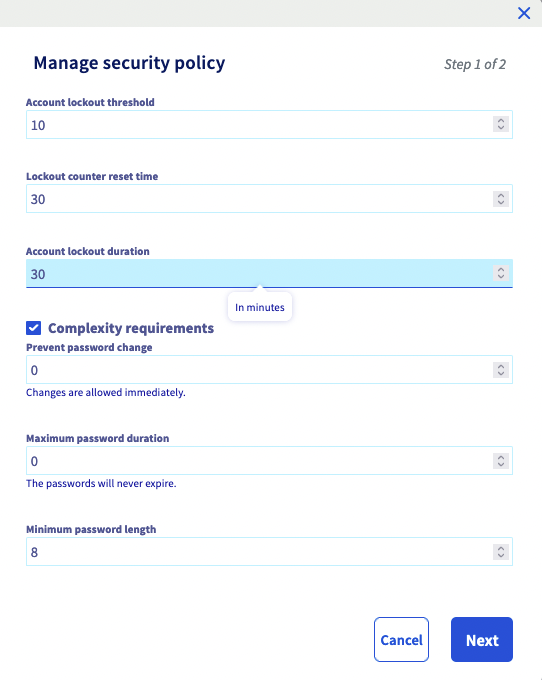 Manage security policy
Step 1 of 2
Account lockout threshold
10
Lockout counter reset time
30
Account lockout duration
30
In minutes
Complexity requirements
Prevent password change
0
Changes are allowed immediately.
Maximum password duration
0
The passwords will never expire.
Minimum password length
8
Cancel
Next